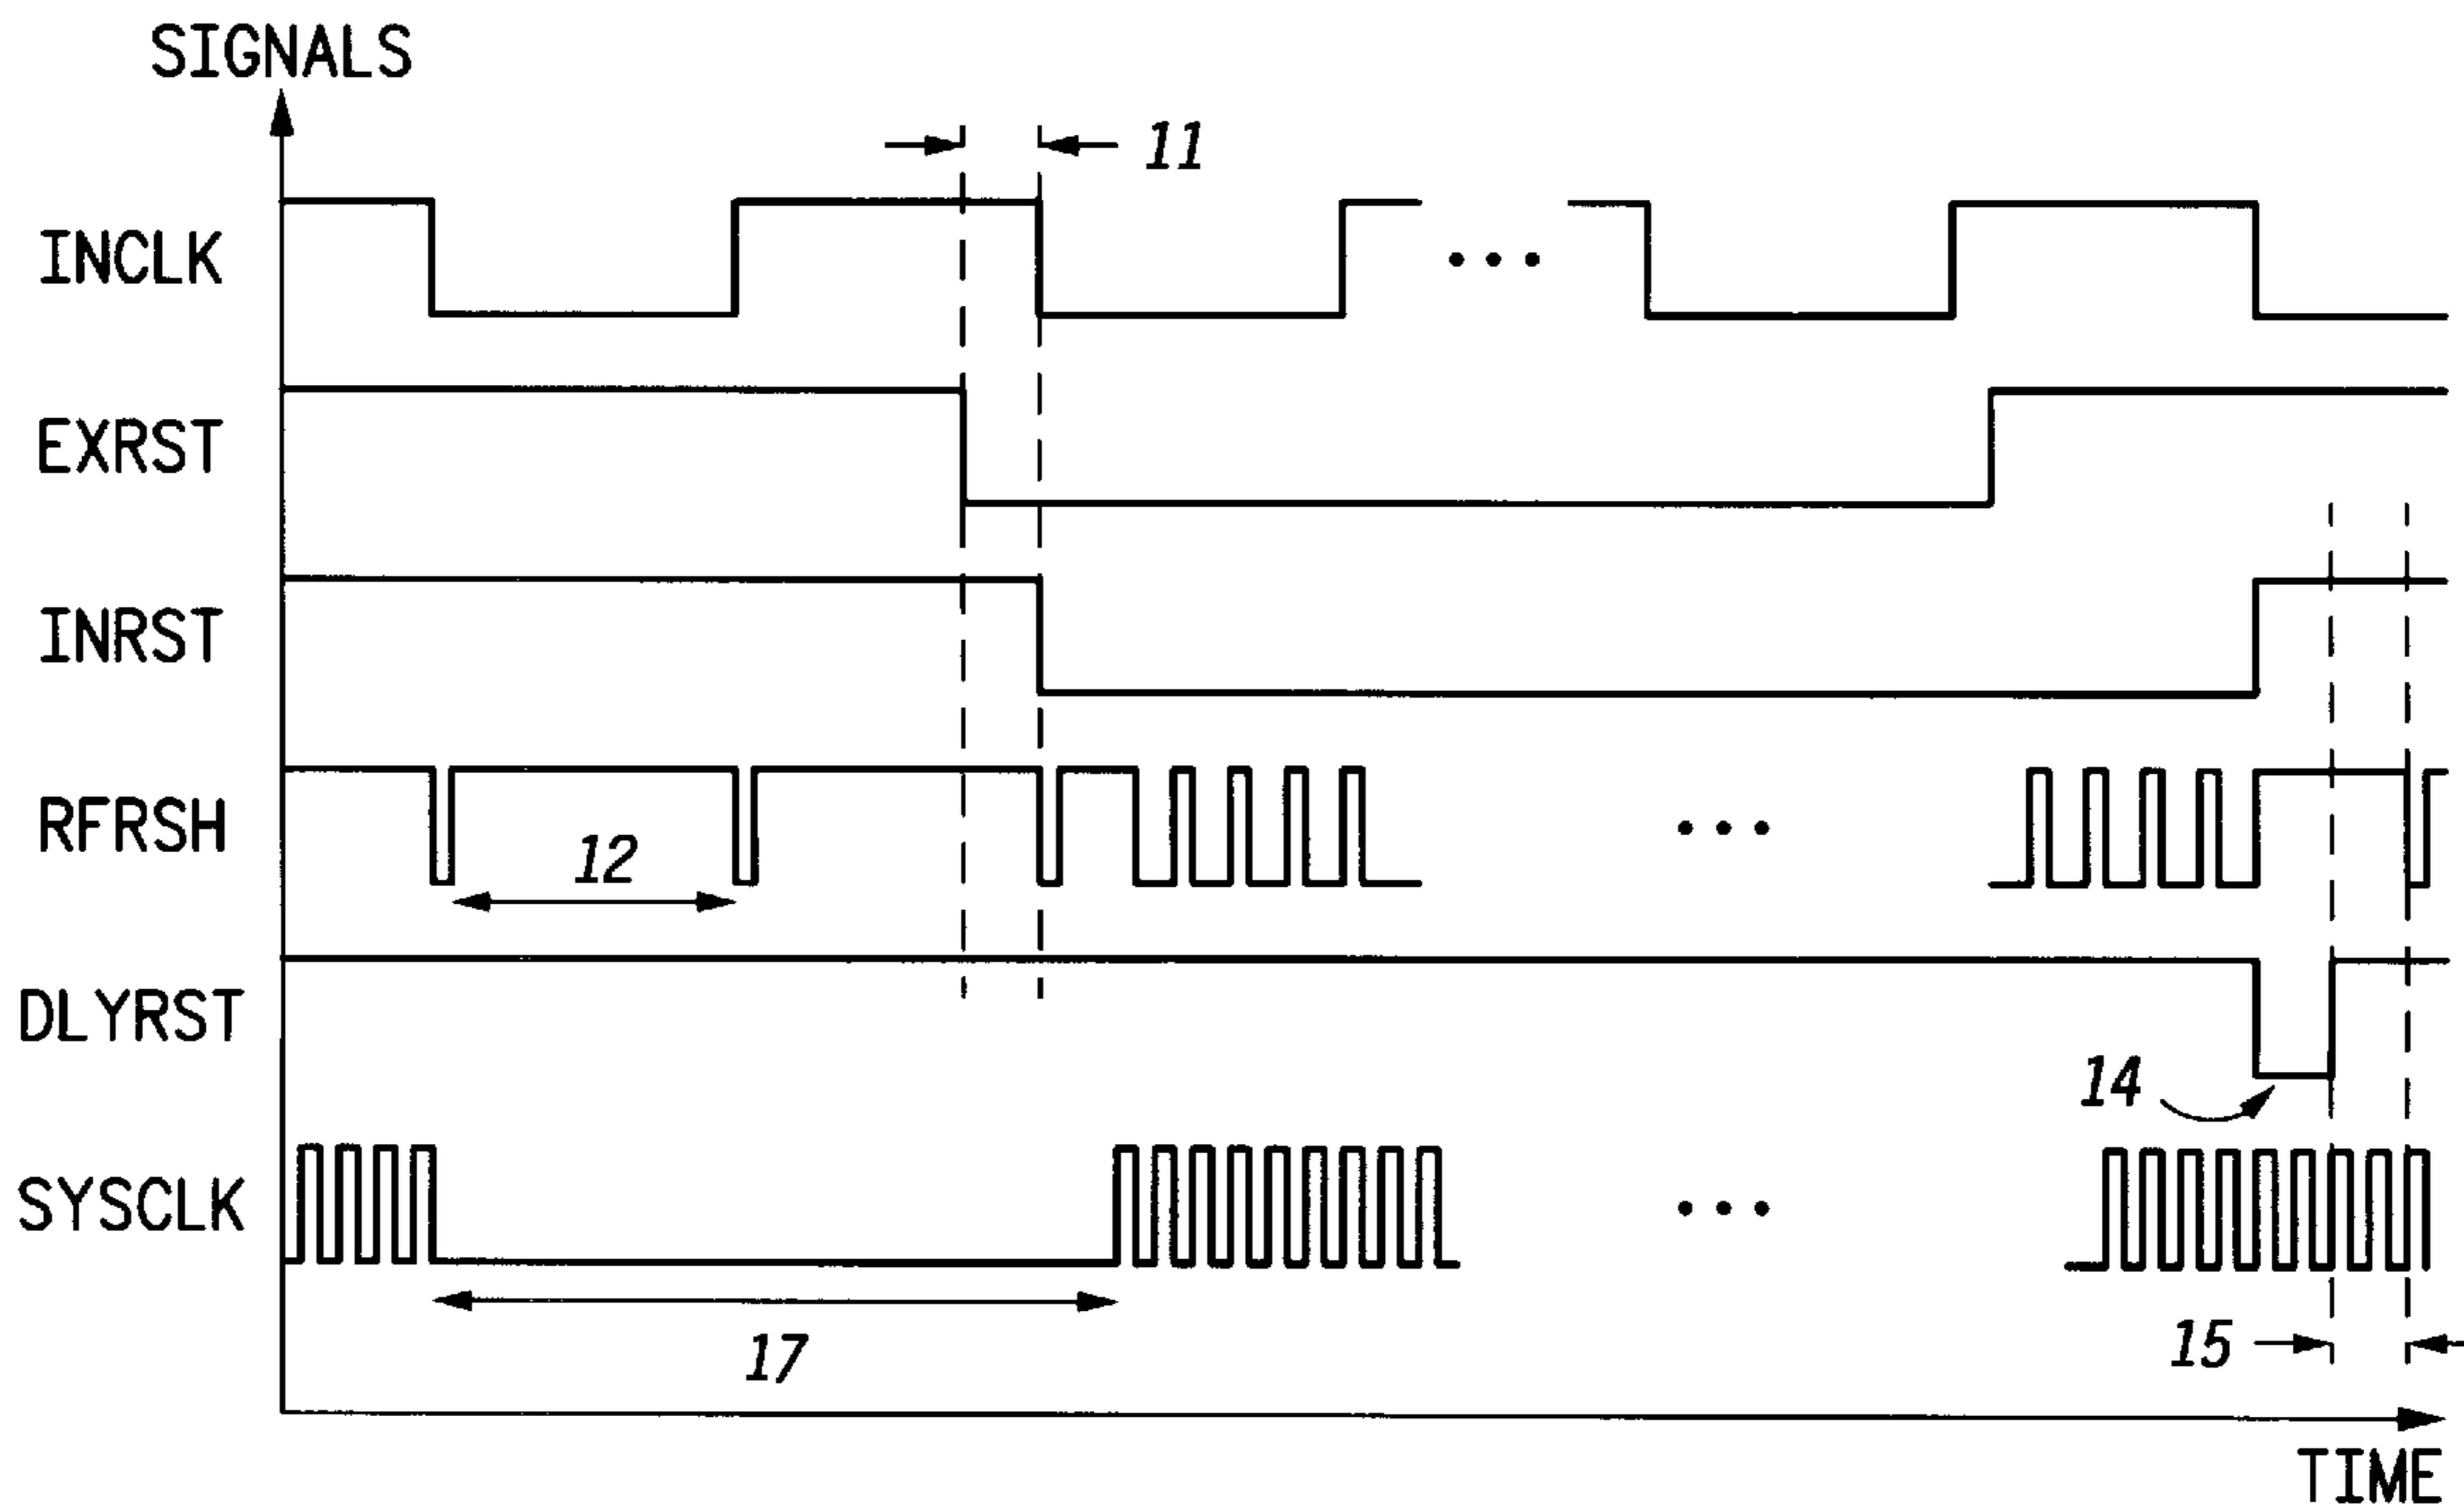 SIGNALS
11
INCLK
EXRST
INRST
RFRSH
12
DLYRST
14
SYSCLK
17
15
TIME